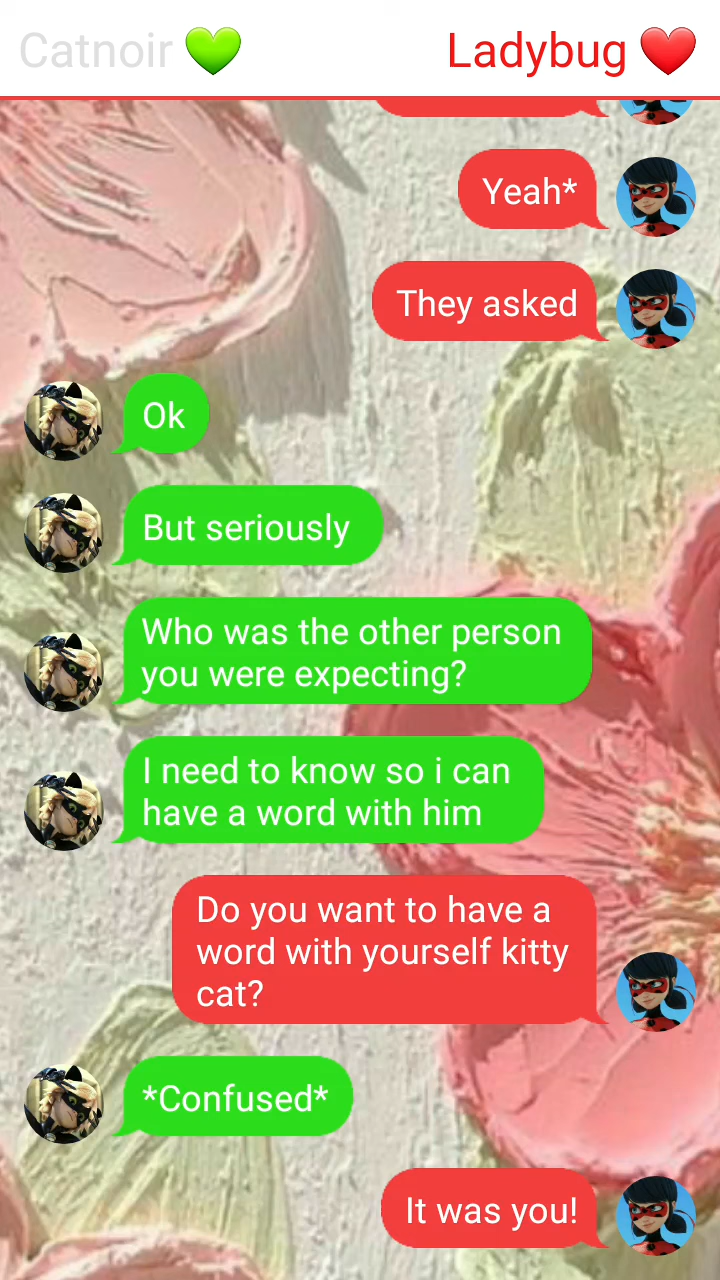 Catnoir 💚 Ladybug ❤️
Yeah*
They asked
Ok
But seriously
Who was the other person
you were expecting?
I need to know so i can
have a word with him
Do you want to have a
word with yourself kitty
cat?
*Confused*
It was you!